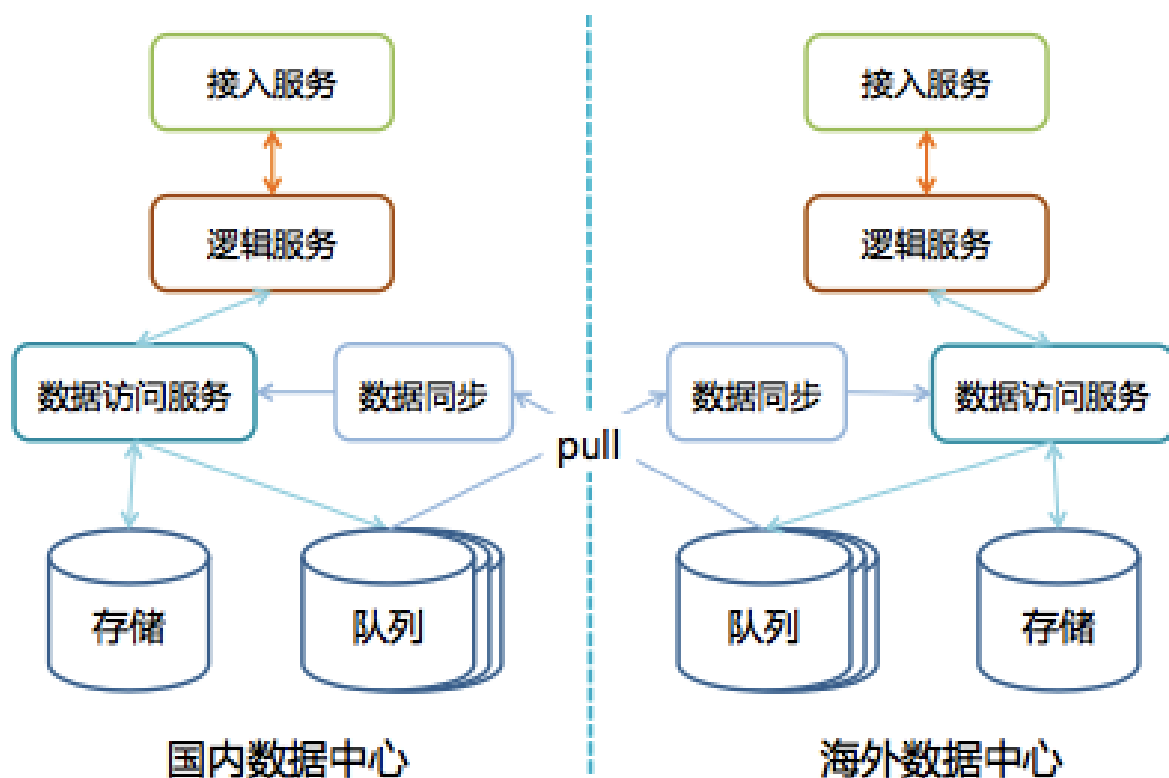 接入服务
接入服务
逻辑服务
逻辑服务
数据访问服务
数据同步
数据同步
数据访问服务
pull
存储
队列
队列
存储
国内数据中心
海外数据中心